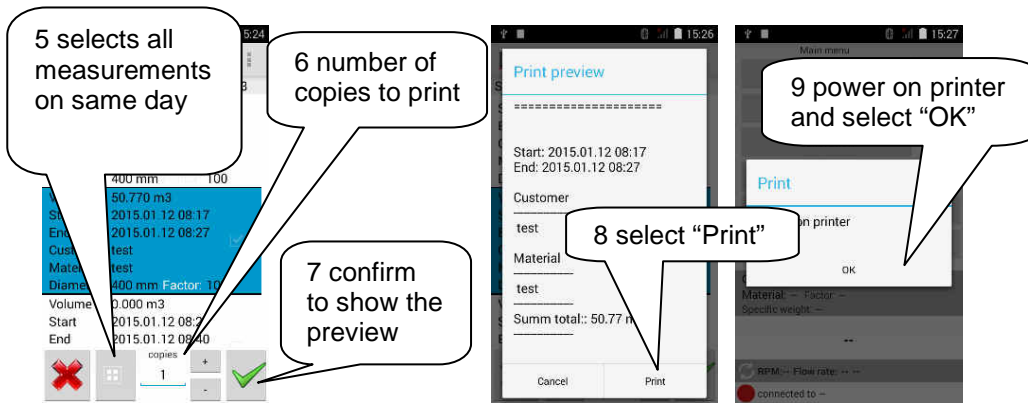 5 selects all
measurements
on same day
6 number of
copies to print
5:24
3
400 mm 100
50.770 m3
2015.01.12 08:17
2015.01.12 08:27
test
test
Diame 400 mm Factor: 10
Volume 0.000 m3
Start 2015.01.12 08:2
End 2015.01.12 08:40
copies
1
+
-
7 confirm
to show the
preview
15:26
Print preview
=====================
Start: 2015.01.12 08:17
End: 2015.01.12 08:27
Customer
test
Material
test
Summ total:: 50.77 m
Cancel Print
8 select “Print”
15:27
Main menu
9 power on printer
and select “OK”
Print
on printer
OK
Material: -- Factor: --
Specific weight: --
--
RPM:-- Flow rate: -- --
connected to --